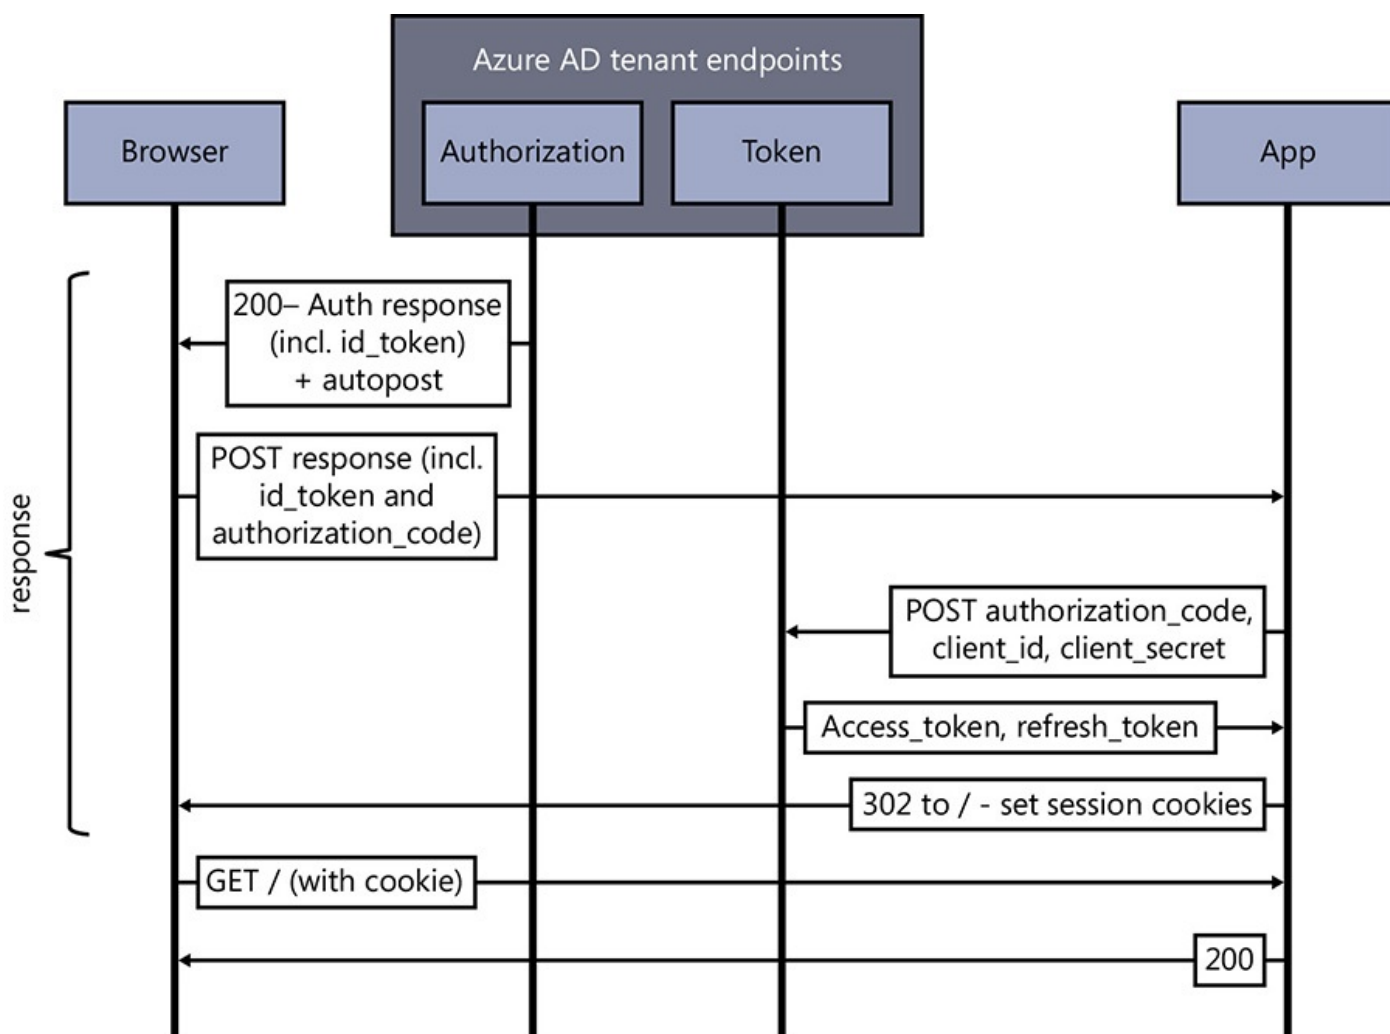 Azure AD tenant endpoints
Browser
Authorization
Token
App
200– Auth response
(incl. id_token)
+ autopost
POST response (incl.
id_token and
authorization_code)
response
POST authorization_code,
client_id, client_secret
Access_token, refresh_token
302 to / - set session cookies
GET / (with cookie)
200